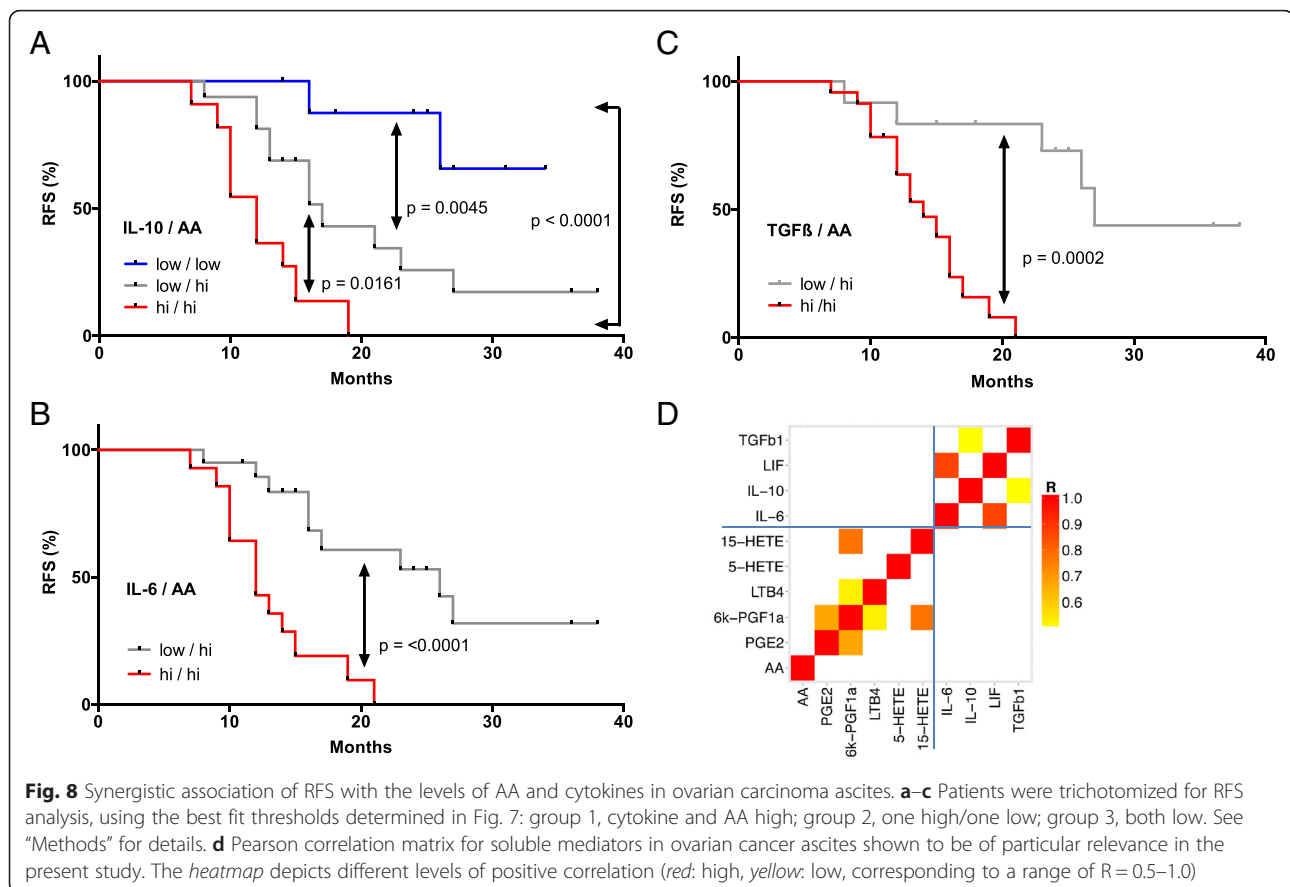 A
100
50
0
RFS (%)
IL-10 / AA
low / low
low / hi
hi / hi
p = 0.0045
p = 0.0161
p < 0.0001
0 10 20 30 40
Months
B
100
50
0
RFS (%)
IL-6 / AA
low / hi
hi / hi
p = <0.0001
0 10 20 30 40
Months
C
100
50
0
RFS (%)
TGFß / AA
low / hi
hi /hi
p = 0.0002
0 10 20 30 40
Months
D
TGFb1
LIF
IL−10
IL−6
15−HETE
5−HETE
LTB4
6k−PGF1a
PGE2
AA
AA
PGE2
6k−PGF1a
LTB4
5−HETE
15−HETE
IL−6
IL−10
LIF
TGFb1
R
1.0
0.9
0.8
0.7
0.6
Fig. 8 Synergistic association of RFS with the levels of AA and cytokines in ovarian carcinoma ascites. a–c Patients were trichotomized for RFS
analysis, using the best fit thresholds determined in Fig. 7: group 1, cytokine and AA high; group 2, one high/one low; group 3, both low. See
“Methods” for details. d Pearson correlation matrix for soluble mediators in ovarian cancer ascites shown to be of particular relevance in the
present study. The heatmap depicts different levels of positive correlation (red: high, yellow: low, corresponding to a range of R = 0.5–1.0)